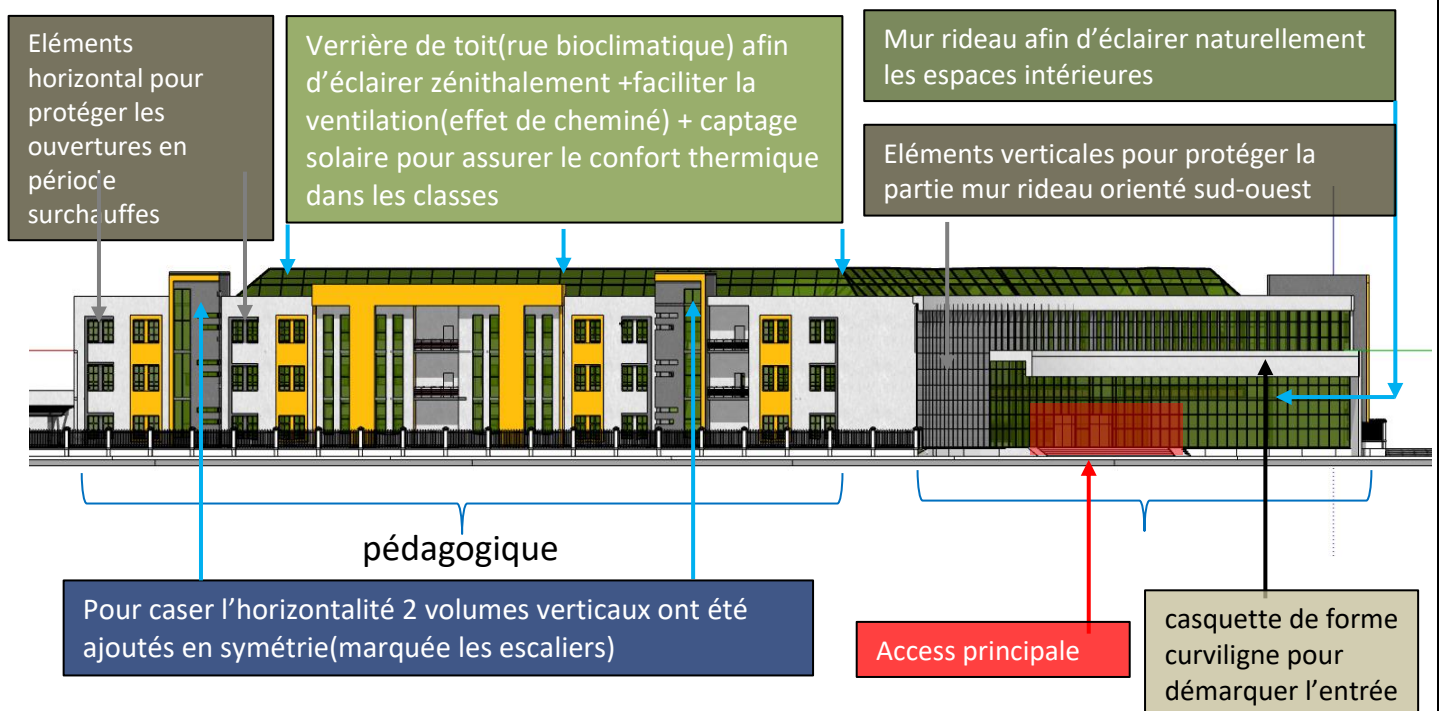 Eléments
horizontal pour
protéger les
ouvertures en
période
surchauffes
Verrière de toit(rue bioclimatique) afin
d’éclairer zénithalement +faciliter la
ventilation(effet de cheminé) + captage
solaire pour assurer le confort thermique
dans les classes
Mur rideau afin d’éclairer naturellement
les espaces intérieures
Eléments verticales pour protéger la
partie mur rideau orienté sud-ouest
pédagogique
Pour caser l’horizontalité 2 volumes verticaux ont été
ajoutés en symétrie(marquée les escaliers)
Access principale
casquette de forme
curviligne pour
démarquer l’entrée